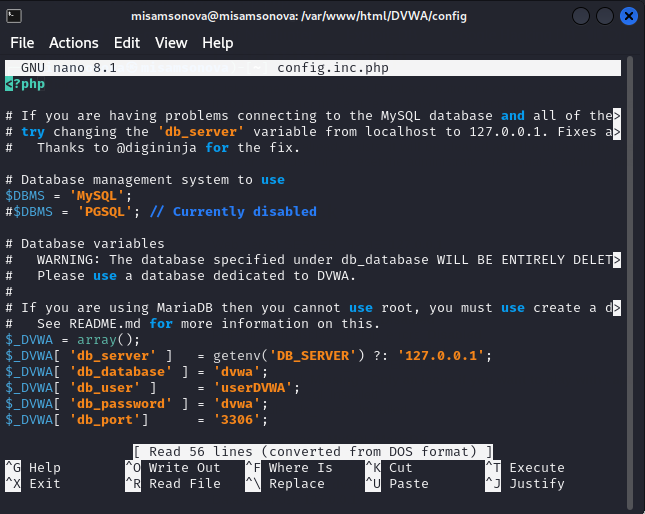 misamsonova@misamsonova: /var/www/html/DVWA/config
File Actions Edit View Help
GNU nano 8.1 config.inc.php
<?php
# If you are having problems connecting to the MySQL database and all of the>
# try changing the 'db_server' variable from localhost to 127.0.0.1. Fixes a>
#   Thanks to @digininja for the fix.
# Database management system to use
$DBMS = 'MySQL';
#$DBMS = 'PGSQL'; // Currently disabled
# Database variables
#   WARNING: The database specified under db_database WILL BE ENTIRELY DELET>
#   Please use a database dedicated to DVWA.
#
# If you are using MariaDB then you cannot use root, you must use create a d>
#   See README.md for more information on this.
$_DVWA = array();
$_DVWA[ 'db_server' ]   = getenv('DB_SERVER') ?: '127.0.0.1';
$_DVWA[ 'db_database' ] = 'dvwa';
$_DVWA[ 'db_user' ]     = 'userDVWA';
$_DVWA[ 'db_password' ] = 'dvwa';
$_DVWA[ 'db_port']      = '3306';
[ Read 56 lines (converted from DOS format) ]
^G Help ^O Write Out ^F Where Is ^K Cut ^T Execute
^X Exit ^R Read File ^\ Replace ^U Paste ^J Justify